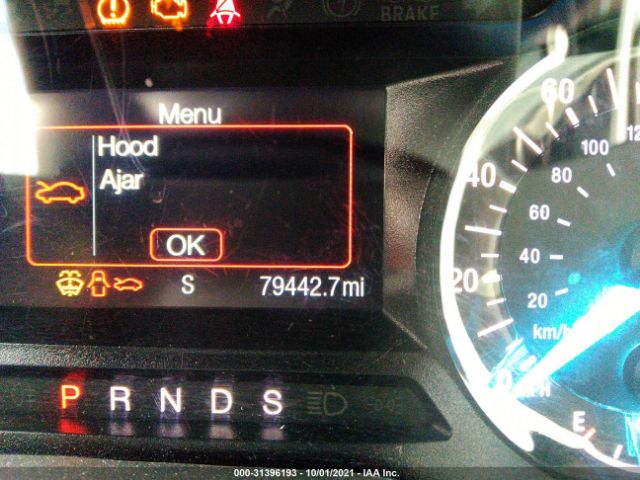 BRAKE
Menu
Hood
Ajar
OK
S 79442.7mi
P R N D S
60
40
20
0
100
80
60
40
20
km/h
E
000-31396193 - 10/01/2021 - IAA Inc.